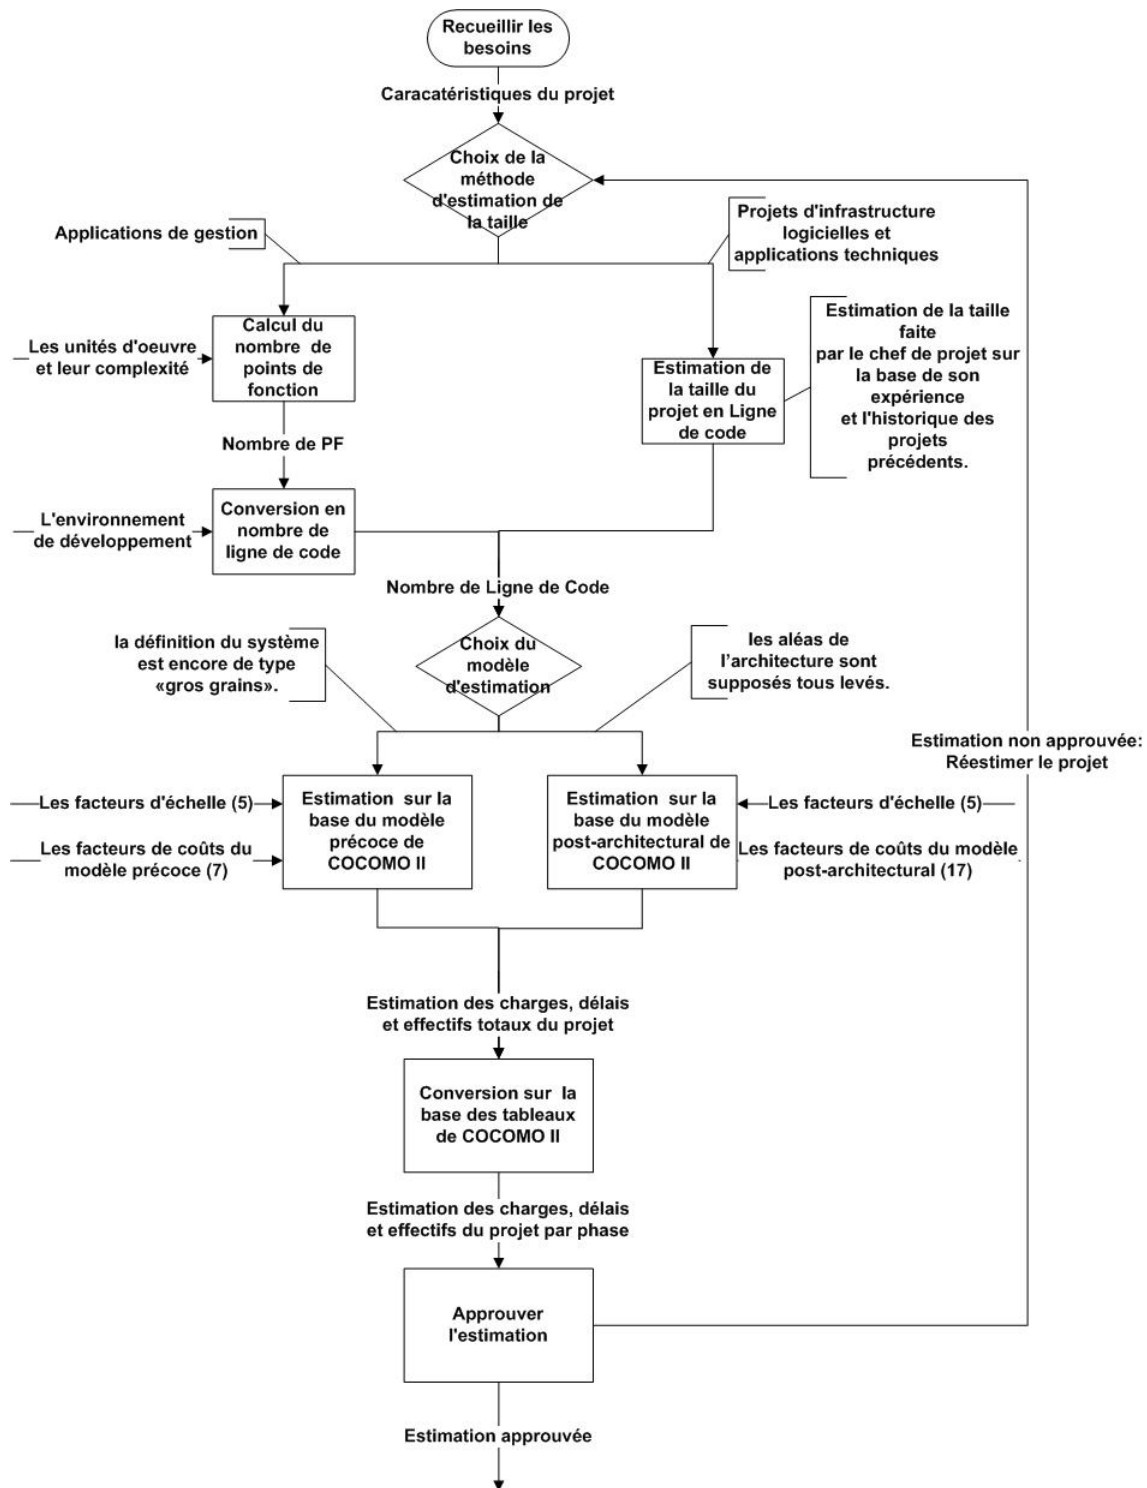 Recueillir les
besoins
Caracatéristiques du projet
Choix de la
méthode
d'estimation de
la taille
Applications de gestion
Projets d'infrastructure
logicielles et
applications techniques
Les unités d'oeuvre
et leur complexité
Calcul du
nombre de
points de
fonction
Estimation de
la taille du
projet en Ligne
de code
Estimation de la taille
faite
par le chef de projet sur
la base de son
expérience
et l'historique des
projets
précédents.
Nombre de PF
L'environnement
de développement
Conversion en
nombre de
ligne de code
Nombre de Ligne de Code
la définition du système
est encore de type
«gros grains».
Choix du
modèle
d'estimation
les aléas de
l’architecture sont
supposés tous levés.
Estimation non approuvée:
Réestimer le projet
Les facteurs d'échelle (5)
Les facteurs de coûts du
modèle précoce (7)
Estimation sur la
base du modèle
précoce de
COCOMO II
Estimation sur la
base du modèle
post-architectural de
COCOMO II
Les facteurs d'échelle (5)
Les facteurs de coûts du modèle
post-architectural (17)
Estimation des charges, délais
et effectifs totaux du projet
Conversion sur la
base des tableaux
de COCOMO II
Estimation des charges, délais
et effectifs du projet par phase
Approuver
l'estimation
Estimation approuvée